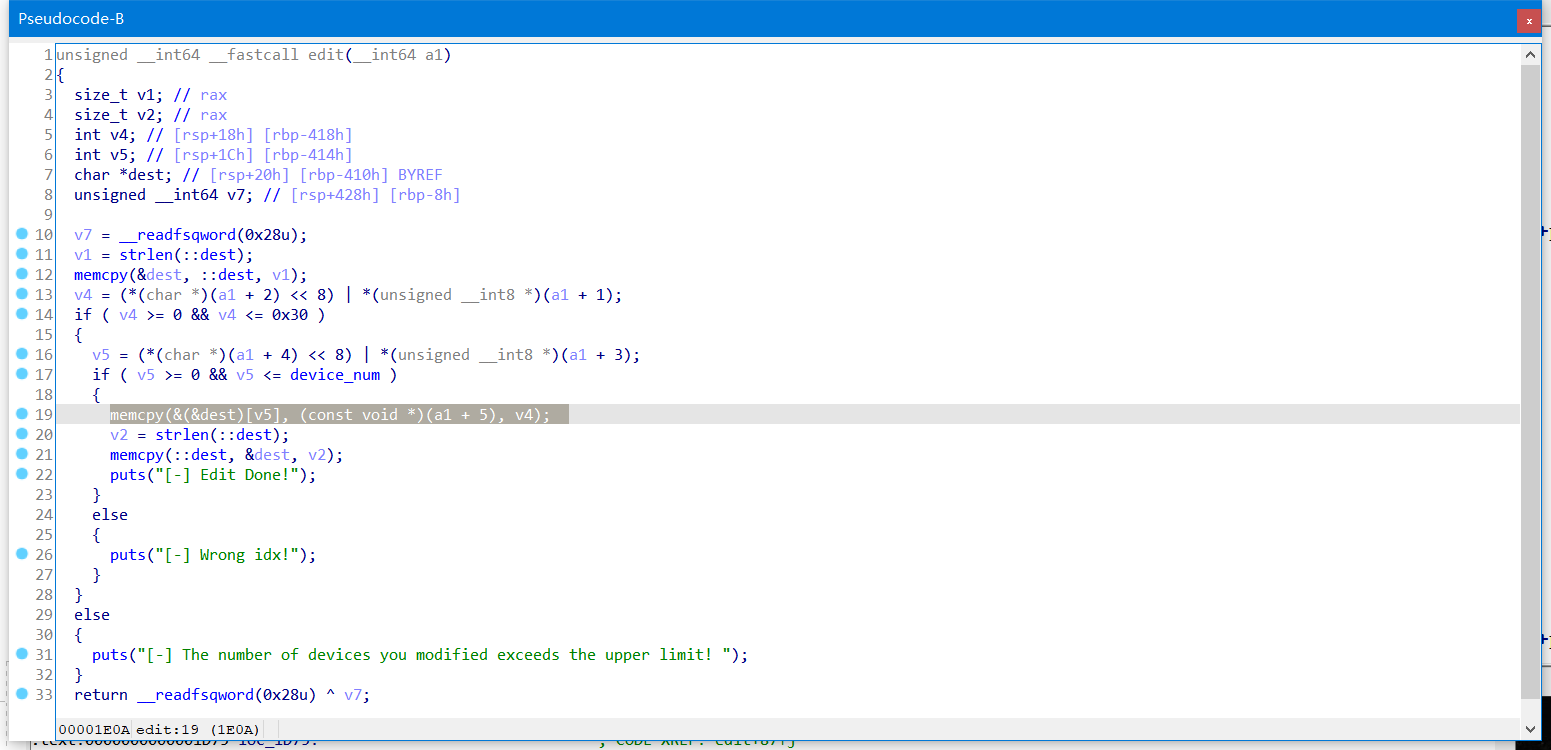 Pseudocode-B
x
1 unsigned __int64 __fastcall edit(__int64 a1)
2 {
3 size_t v1; // rax
4 size_t v2; // rax
5 int v4; // [rsp+18h] [rbp-418h]
6 int v5; // [rsp+1Ch] [rbp-414h]
7 char *dest; // [rsp+20h] [rbp-410h] BYREF
8 unsigned __int64 v7; // [rsp+428h] [rbp-8h]
9
10 v7 = __readfsqword(0x28u);
11 v1 = strlen(::dest);
12 memcpy(&dest, ::dest, v1);
13 v4 = (*(char *)(a1 + 2) << 8) | *(unsigned __int8 *)(a1 + 1);
14 if ( v4 >= 0 && v4 <= 0x30 )
15 {
16 v5 = (*(char *)(a1 + 4) << 8) | *(unsigned __int8 *)(a1 + 3);
17 if ( v5 >= 0 && v5 <= device_num )
18 {
19 memcpy(&(&dest)[v5], (const void *)(a1 + 5), v4);
20 v2 = strlen(::dest);
21 memcpy(::dest, &dest, v2);
22 puts("[-] Edit Done!");
23 }
24 else
25 {
26 puts("[-] Wrong idx!");
27 }
28 }
29 else
30 {
31 puts("[-] The number of devices you modified exceeds the upper limit! ");
32 }
33 return __readfsqword(0x28u) ^ v7;
00001E0A edit:19 (1E0A)